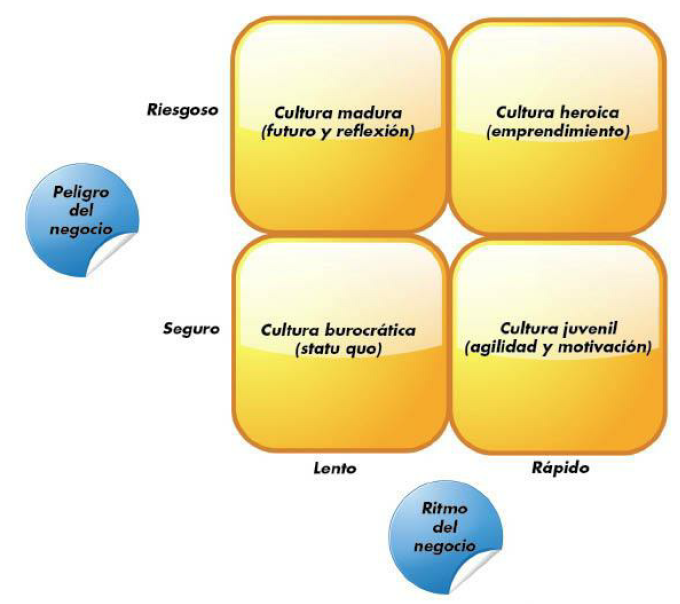 Riesgoso
Cultura madura
(futuro y reflexión)
Cultura heroica
(emprendimiento)
Peligro
del
negocio
Seguro
Cultura burocrática
(statu quo)
Cultura juvenil
(agilidad y motivación)
Lento
Rápido
Ritmo
del
negocio